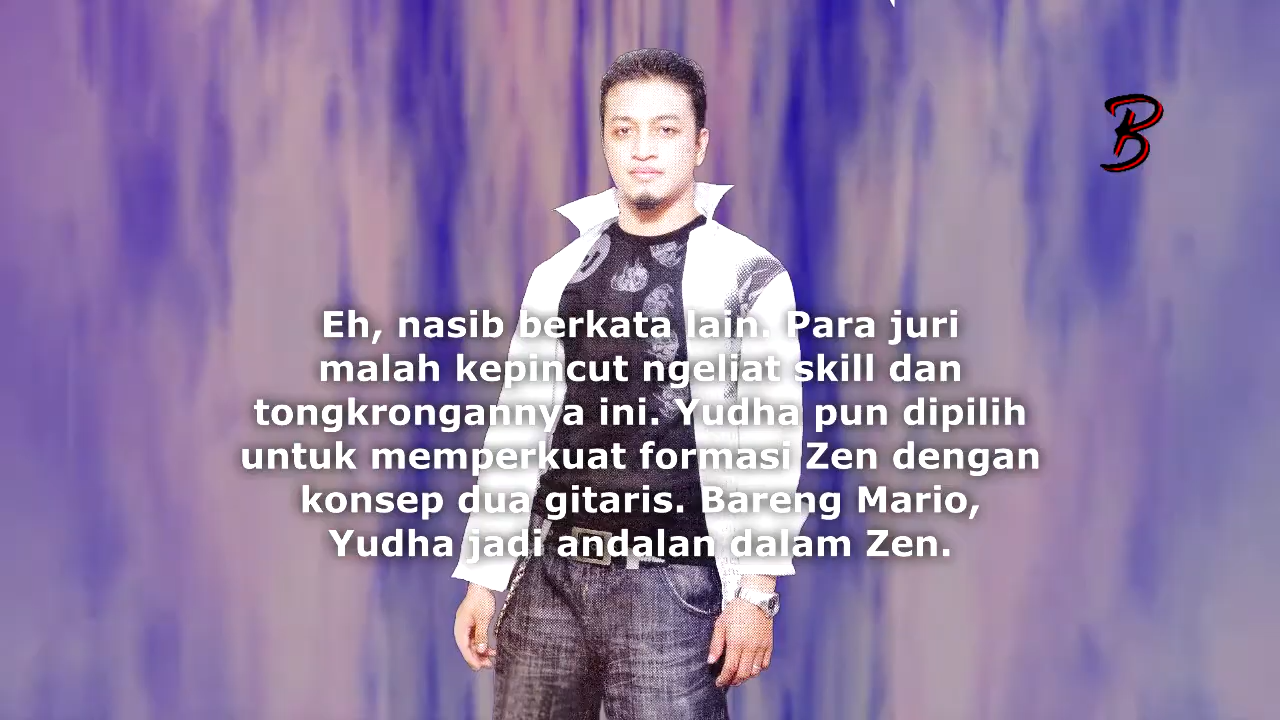 B
Eh, nasib berkata lain. Para juri
malah kepincut ngeliat skill dan
tongkrongannya ini. Yudha pun dipilih
untuk memperkuat formasi Zen dengan
konsep dua gitaris. Bareng Mario,
Yudha jadi andalan dalam Zen.